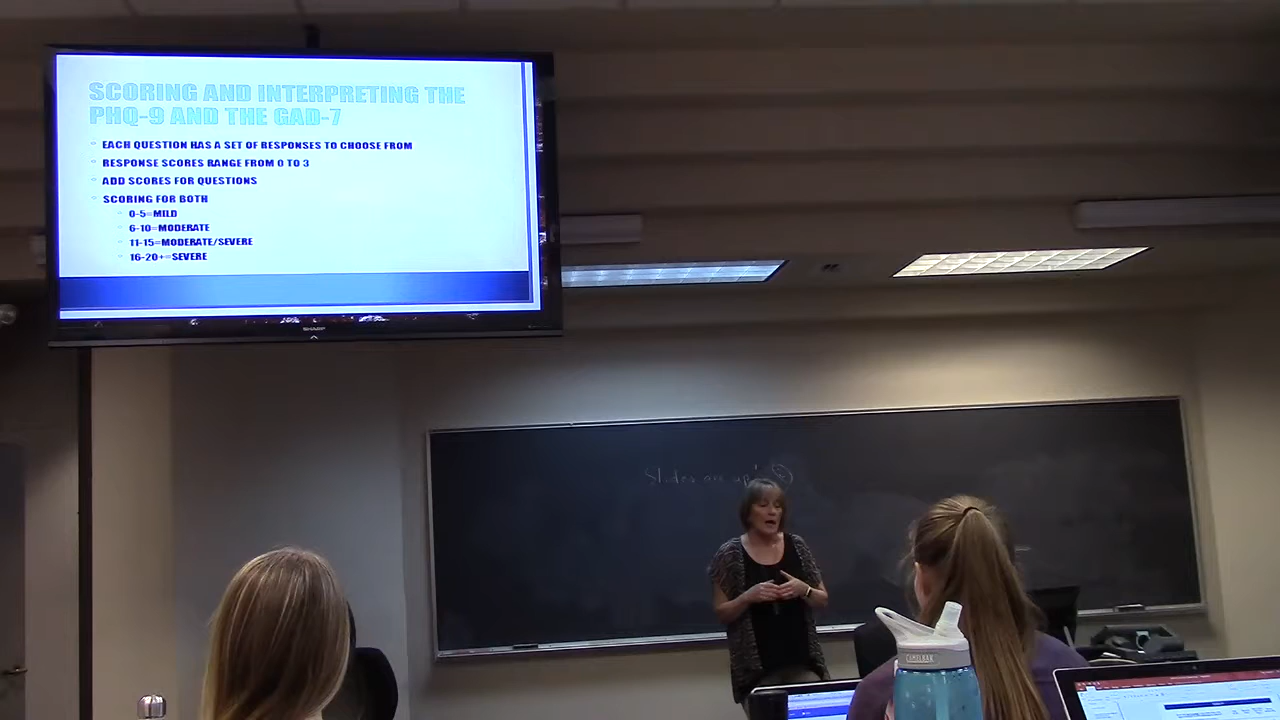 SCORING AND INTERPRETING THE
PHQ-9 AND THE GAD-7
EACH QUESTION HAS A SET OF RESPONSES TO CHOOSE FROM
RESPONSE SCORES RANGE FROM 0 TO 3
ADD SCORES FOR QUESTIONS
SCORING FOR BOTH
0-5=MILD
6-10=MODERATE
11-15=MODERATE/SEVERE
16-20+=SEVERE
SHARP
Slides are up!
CAMELBAK